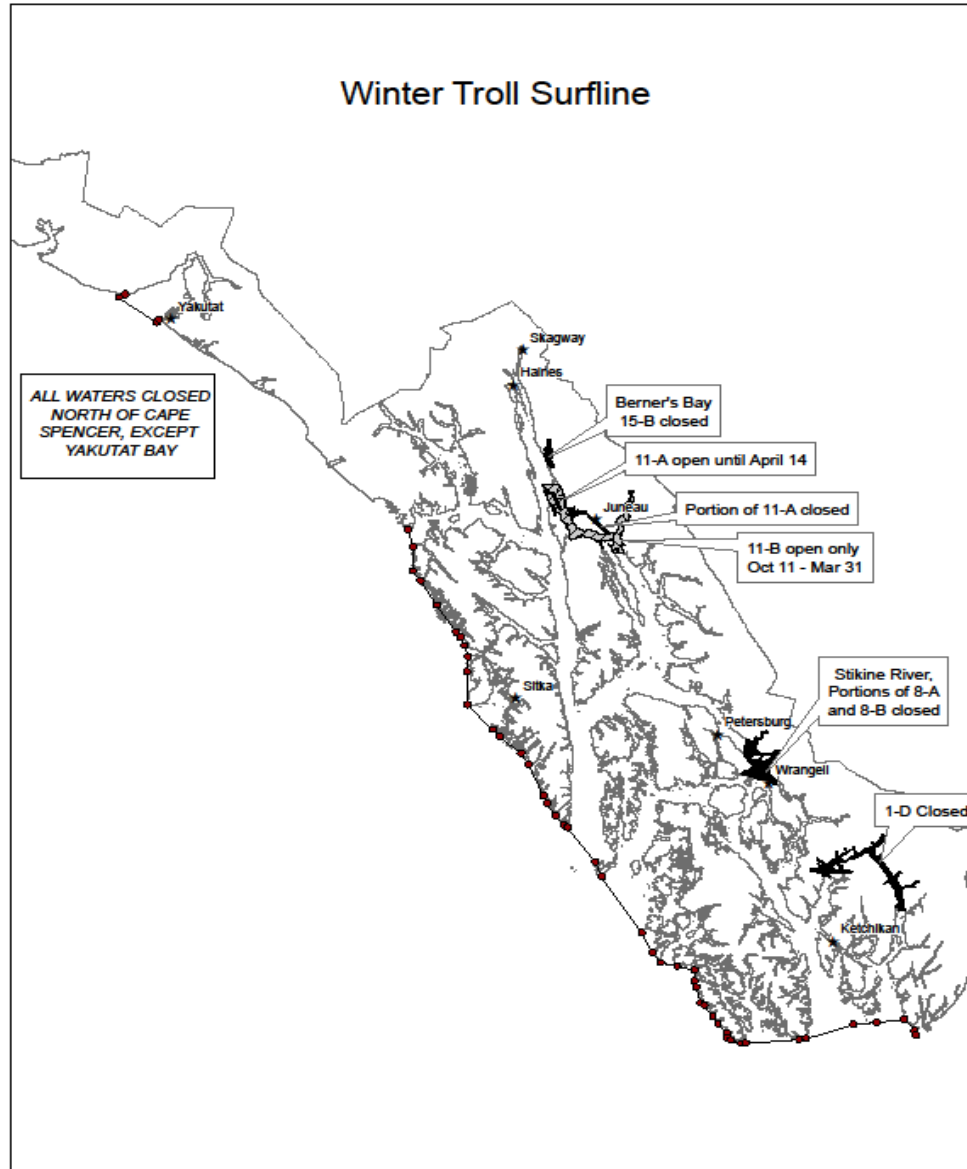 Winter Troll Surfline
Yakutat
Skagway
Haines
ALL WATERS CLOSED
NORTH OF CAPE
SPENCER, EXCEPT
YAKUTAT BAY
Berner's Bay
15-B closed
11-A open until April 14
Juneau
Portion of 11-A closed
11-B open only
Oct 11 - Mar 31
Sitka
Stikine River,
Portions of 8-A
and 8-B closed
Petersburg
Wrangell
1-D Closed
Ketchikan